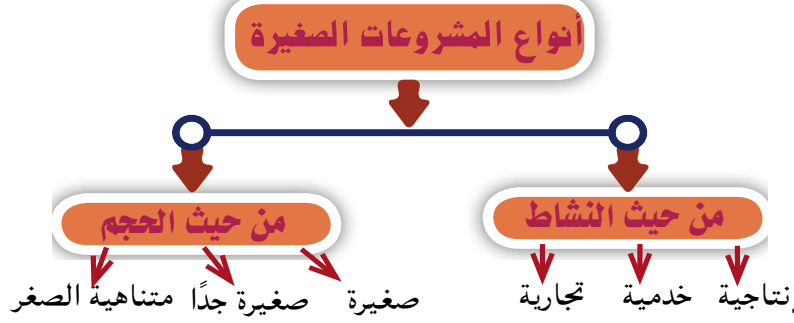 أنواع المشروعات الصغيرة
من حيث النشاط
من حيث الحجم
إنتاجية خدمية تجارية
صغيرة صغيرة جدًا متناهية الصغر